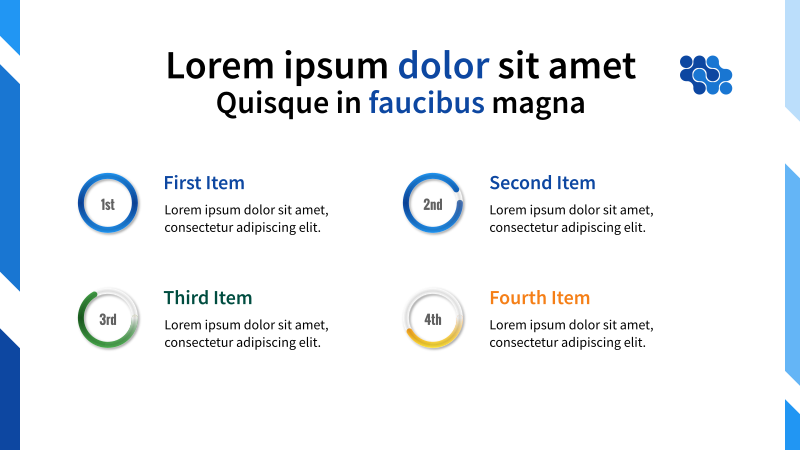 Lorem ipsum dolor sit amet
Quisque in faucibus magna
1st
First Item
Lorem ipsum dolor sit amet,
consectetur adipiscing elit.
2nd
Second Item
Lorem ipsum dolor sit amet,
consectetur adipiscing elit.
3rd
Third Item
Lorem ipsum dolor sit amet,
consectetur adipiscing elit.
4th
Fourth Item
Lorem ipsum dolor sit amet,
consectetur adipiscing elit.